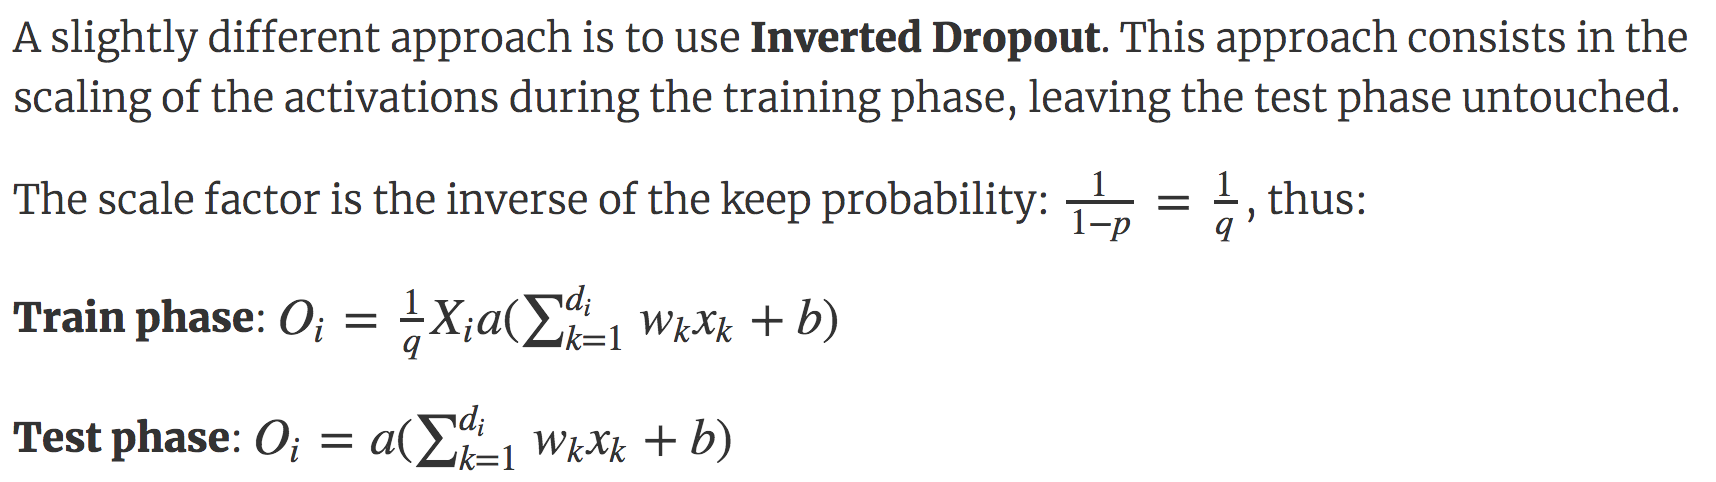 A slightly different approach is to use Inverted Dropout. This approach consists in the
scaling of the activations during the training phase, leaving the test phase untouched.
The scale factor is the inverse of the keep probability: \frac{1}{1-p} = \frac{1}{q}, thus:
Train phase: O_i = \frac{1}{q} X_i a(\sum_{k=1}^{d_i} w_k x_k + b)
Test phase: O_i = a(\sum_{k=1}^{d_i} w_k x_k + b)